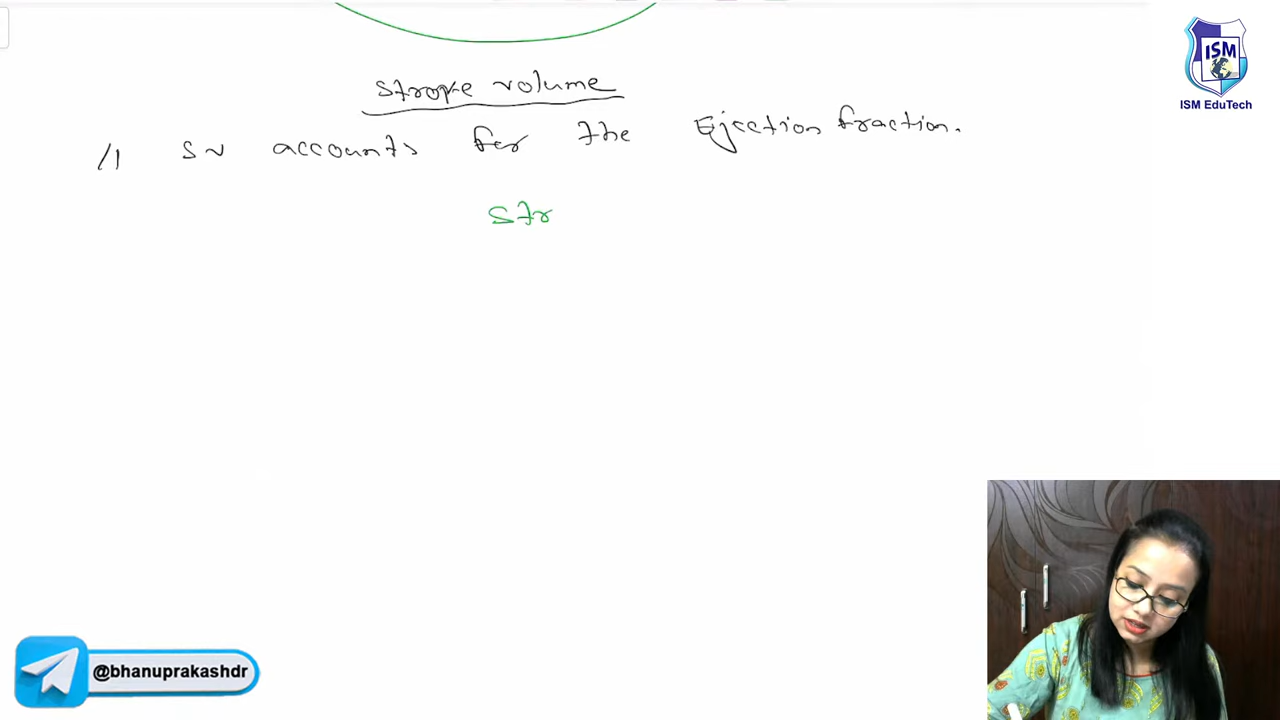 ISM
ISM EduTech
Stroke volume
// SV accounts for the Ejection fraction.
Str
@bhanuprakashdr